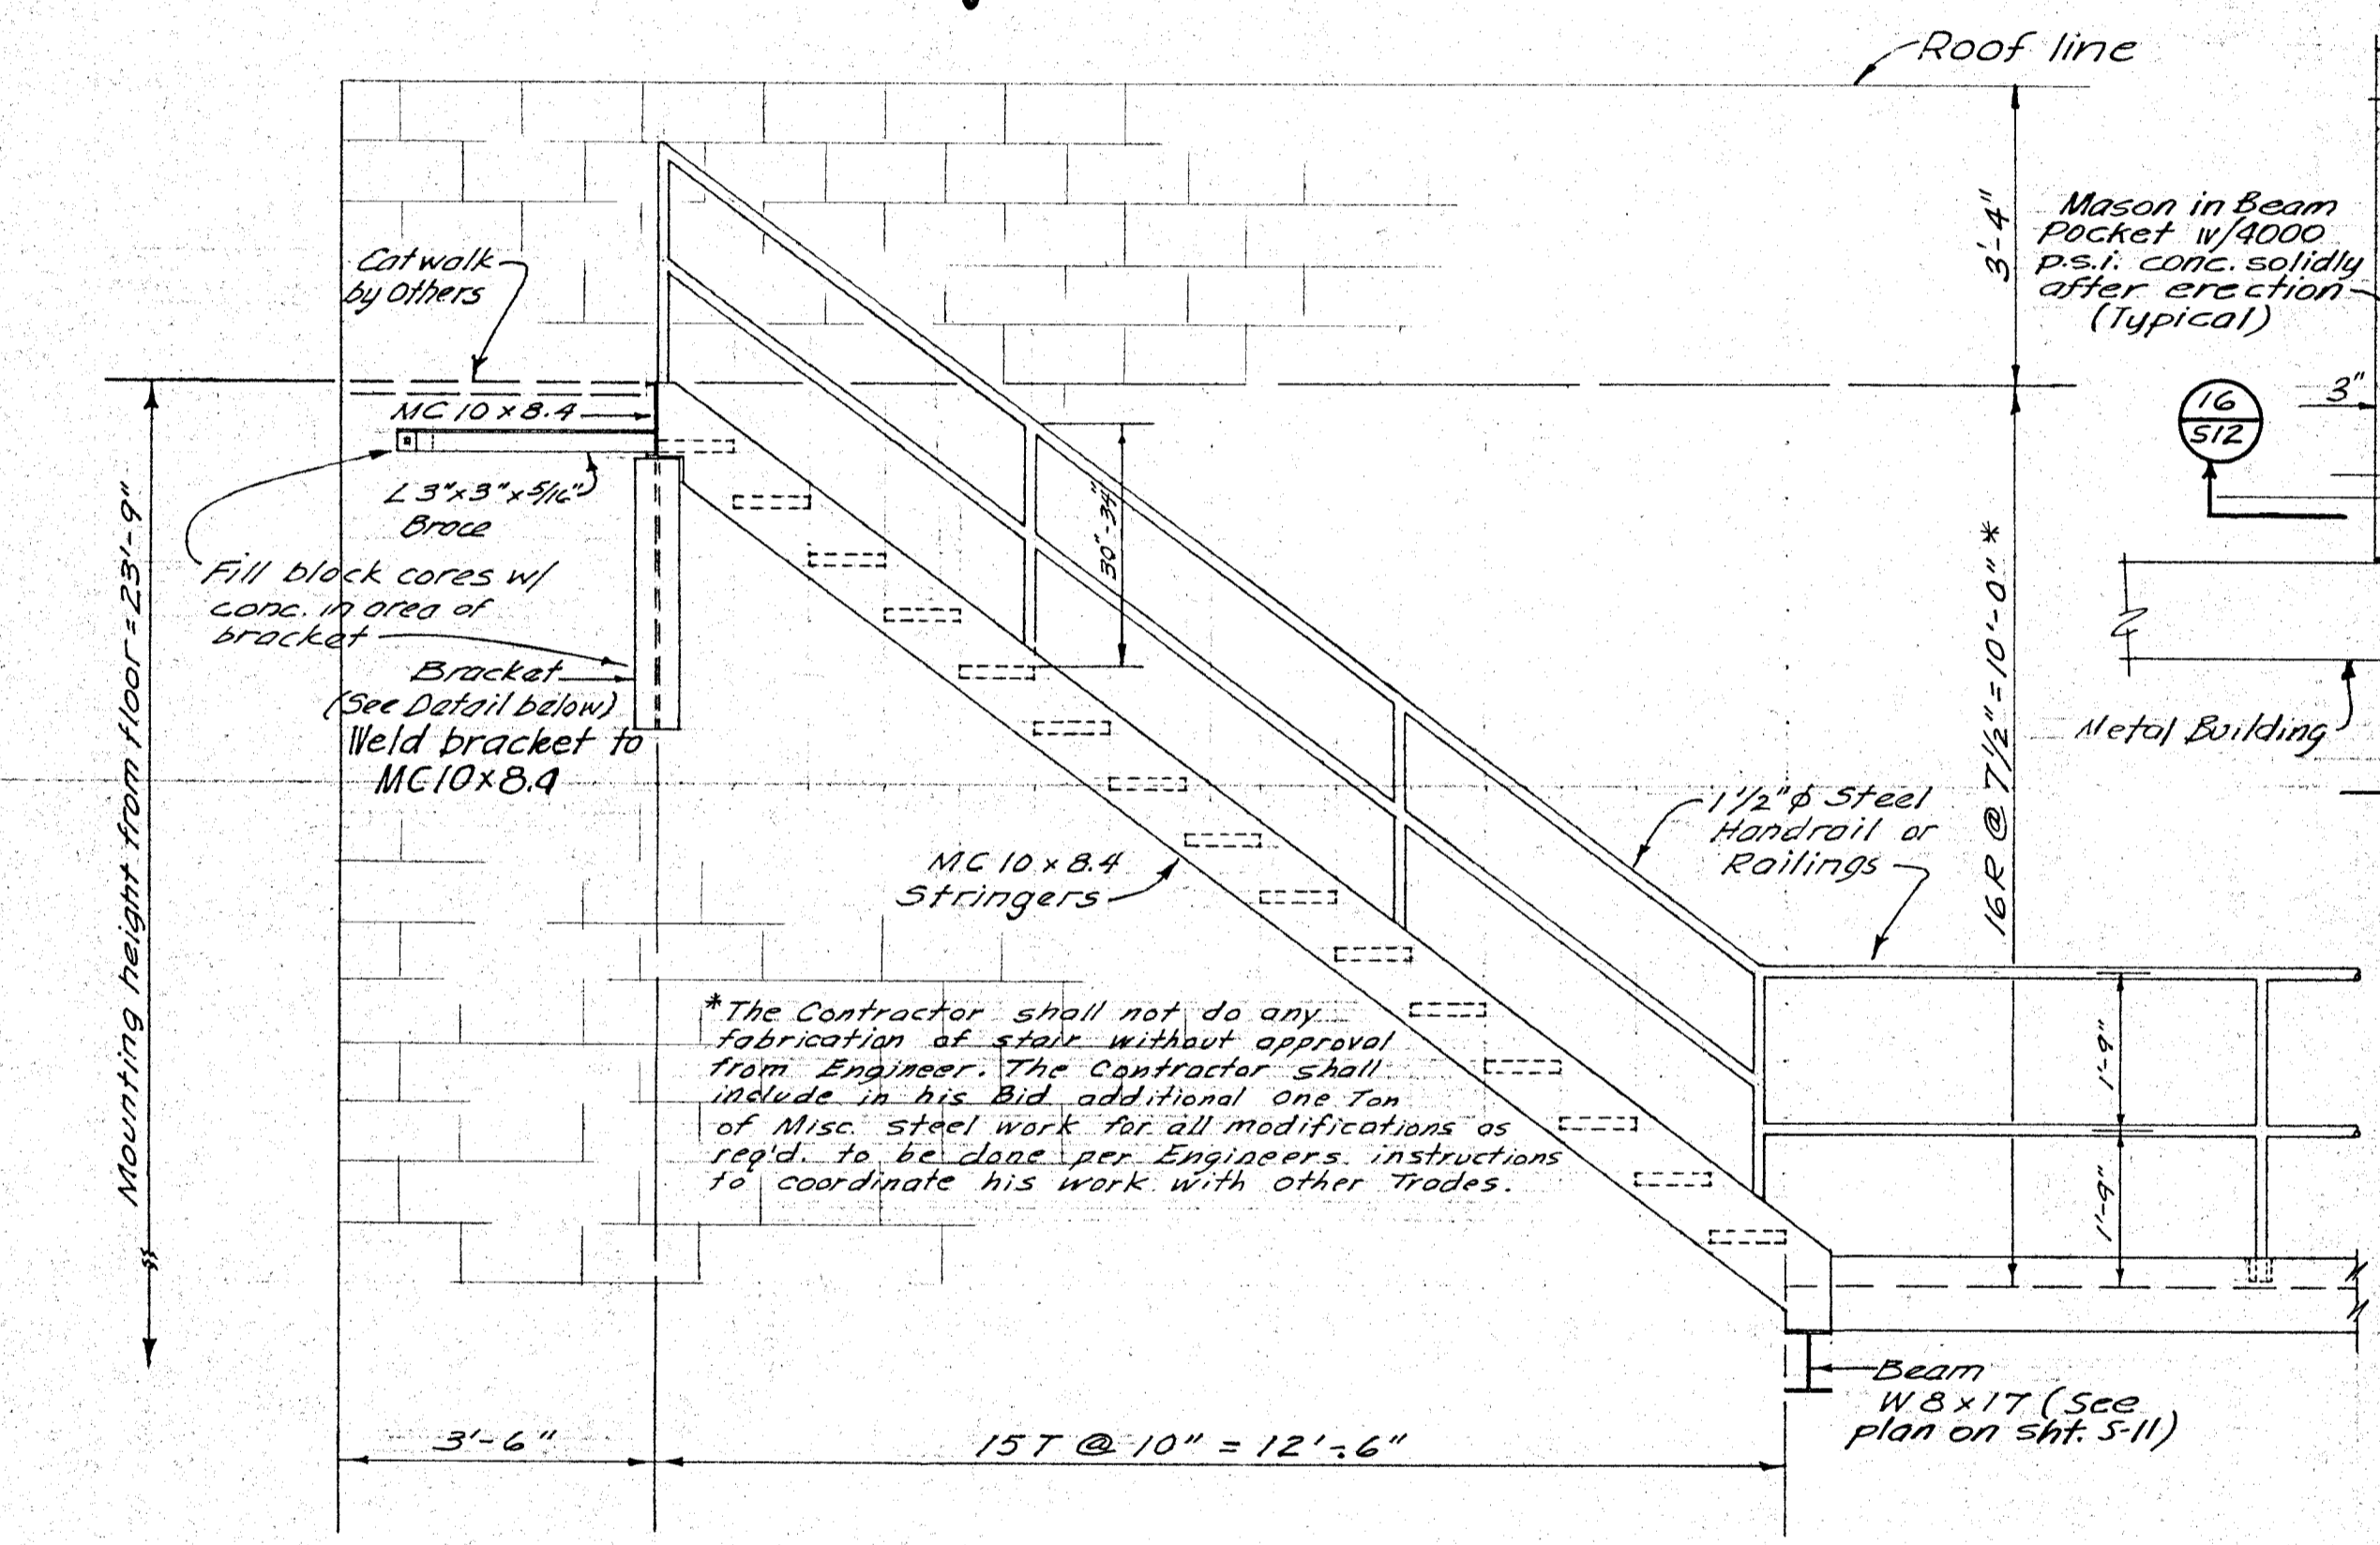 Roof line
3'-4"
Mason in Beam
Pocket w/4000
p.s.i. conc. solidly
after erection
(Typical)
Catwalk
by Others
MC 10 x 8.4
16
S12
3"
L 3"x3"x5/16"
Brace
30"-34"
Mounting height from floor = 23'-9"
Fill block cores w/
conc. in area of
bracket
Bracket
(See Detail below)
Weld bracket to
MC10x8.4
16 R @ 7 1/2" = 10'-0" *
Metal Building
1 1/2" φ Steel
Handrail or
Railings
MC 10 x 8.4
Stringers
*The Contractor shall not do any
fabrication of stair without approval
from Engineer. The Contractor shall
include in his Bid additional One Ton
of Misc. steel work for all modifications as
req'd. to be done per Engineers instructions
to coordinate his work with other Trades.
1'-9"
1'-9"
Beam
W 8 x 17 (See
plan on sht. S-11)
3'-6"
15 T @ 10" = 12'-6"